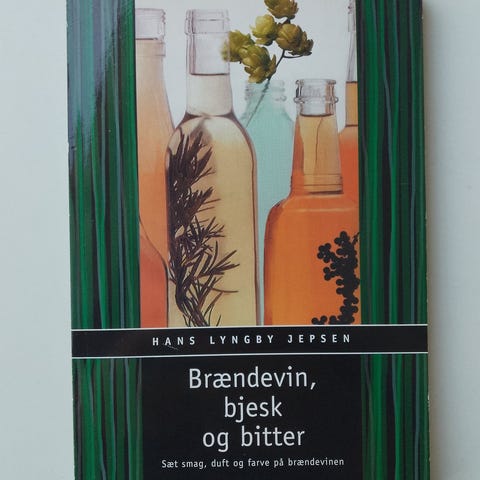 HANS LYNGBY JEPSEN
Brændevin,
bjesk
og bitter
Sæt smag, duft og farve på brændevinen